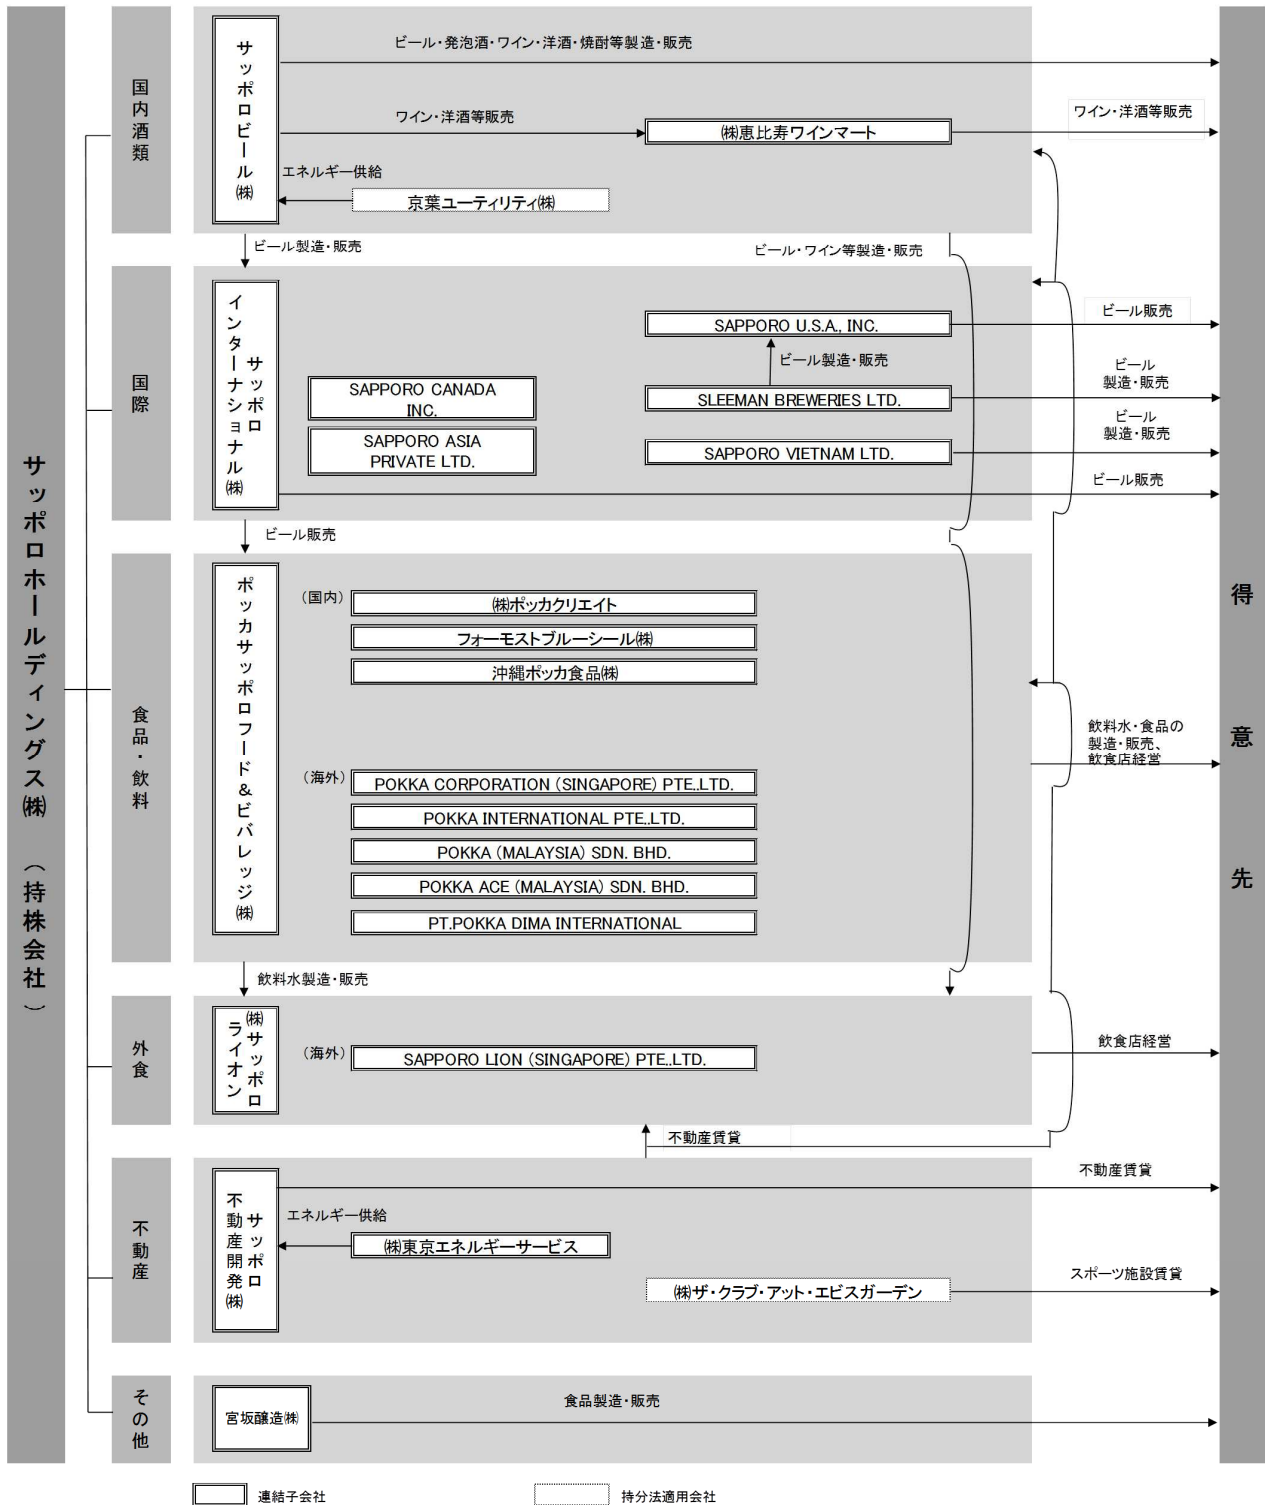 サッポロホールディングス㈱ (持株会社)
国内酒類
サッポロビール㈱
ビール・発泡酒・ワイン・洋酒・焼酎等製造・販売
ワイン・洋酒等販売
㈱恵比寿ワインマート
ワイン・洋酒等販売
エネルギー供給
京葉ユーティリティ㈱
ビール製造・販売
ビール・ワイン等製造・販売
国際
サッポロ
インターナショナル㈱
SAPPORO U.S.A., INC.
ビール販売
ビール製造・販売
SAPPORO CANADA
INC.
SLEEMAN BREWERIES LTD.
ビール
製造・販売
SAPPORO ASIA
PRIVATE LTD.
SAPPORO VIETNAM LTD.
ビール
製造・販売
ビール販売
ビール販売
食品・飲料
ポッカサッポロフード&ビバレッジ㈱
(国内)
㈱ポッカクリエイト
フォーモストブルーシール㈱
沖縄ポッカ食品㈱
(海外)
POKKA CORPORATION (SINGAPORE) PTE.,LTD.
POKKA INTERNATIONAL PTE.,LTD.
POKKA (MALAYSIA) SDN. BHD.
POKKA ACE (MALAYSIA) SDN. BHD.
PT.POKKA DIMA INTERNATIONAL
飲料水・食品の
製造・販売、
飲食店経営
飲料水製造・販売
外食
㈱サッポロ
ライオン
(海外)
SAPPORO LION (SINGAPORE) PTE.,LTD.
飲食店経営
不動産賃貸
不動産
サッポロ
不動産開発㈱
不動産賃貸
エネルギー供給
㈱東京エネルギーサービス
㈱ザ・クラブ・アット・エビスガーデン
スポーツ施設賃貸
その他
宮坂醸造㈱
食品製造・販売
得意先
連結子会社
持分法適用会社